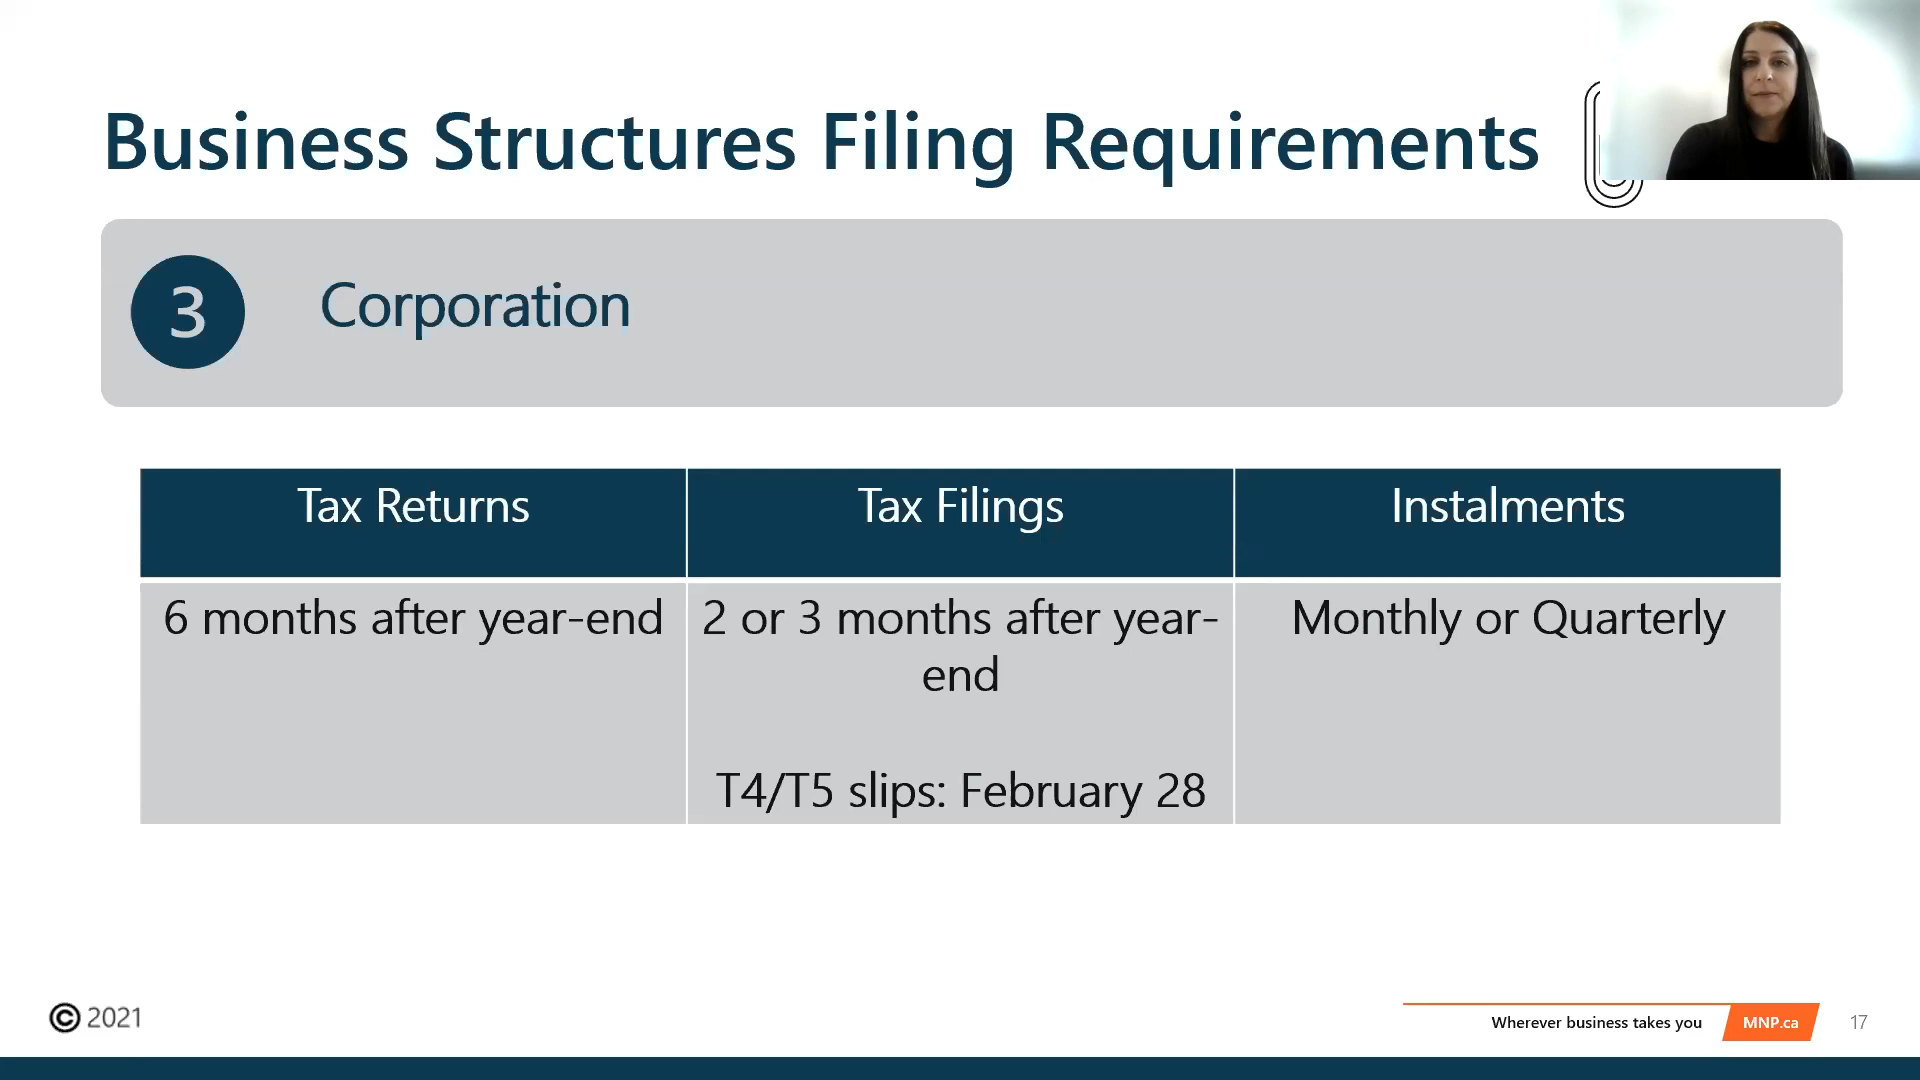 Business Structures Filing Requirements
3
Corporation
Tax Returns
Tax Filings
Instalments
6 months after year-end
2 or 3 months after year-
end
T4/T5 slips: February 28
Monthly or Quarterly
© 2021
Wherever business takes you
MNP.ca
17